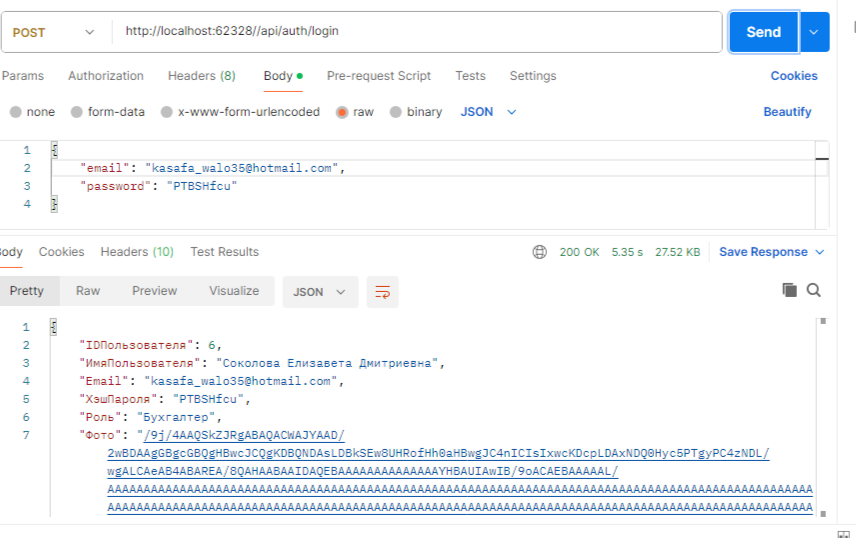 POST http://localhost:62328//api/auth/login Send
Params Authorization Headers (8) Body Pre-request Script Tests Settings Cookies
none form-data x-www-form-urlencoded raw binary JSON Beautify
1 {
2 "email": "kasafa_walo35@hotmail.com",
3 "password": "PTBSHfcu"
4 }
Body Cookies Headers (10) Test Results 200 OK 5.35 s 27.52 KB Save Response
Pretty Raw Preview Visualize JSON
1 {
2 "IDПользователя": 6,
3 "ИмяПользователя": "Соколова Елизавета Дмитриевна",
4 "Email": "kasafa_walo35@hotmail.com",
5 "ХэшПароля": "PTBSHfcu",
6 "Роль": "Бухгалтер",
7 "Фото": "/9j/4AAQSkZJRgABAQACWAJYAAD/
2wBDAAgGBgcGBQgHBwcJCQgKDBQNDAsLDBkSEw8UHRofHh0aHBwgJC4nICIsIxwcKDcpLDAxNDQ0Hyc5PTgyPC4zNDL/
wgALCAeAB4ABAREA/8QAHAABAAIDAQEBAAAAAAAAAAAAAAYHBAUIAwIB/9oACAEBAAAAAL/